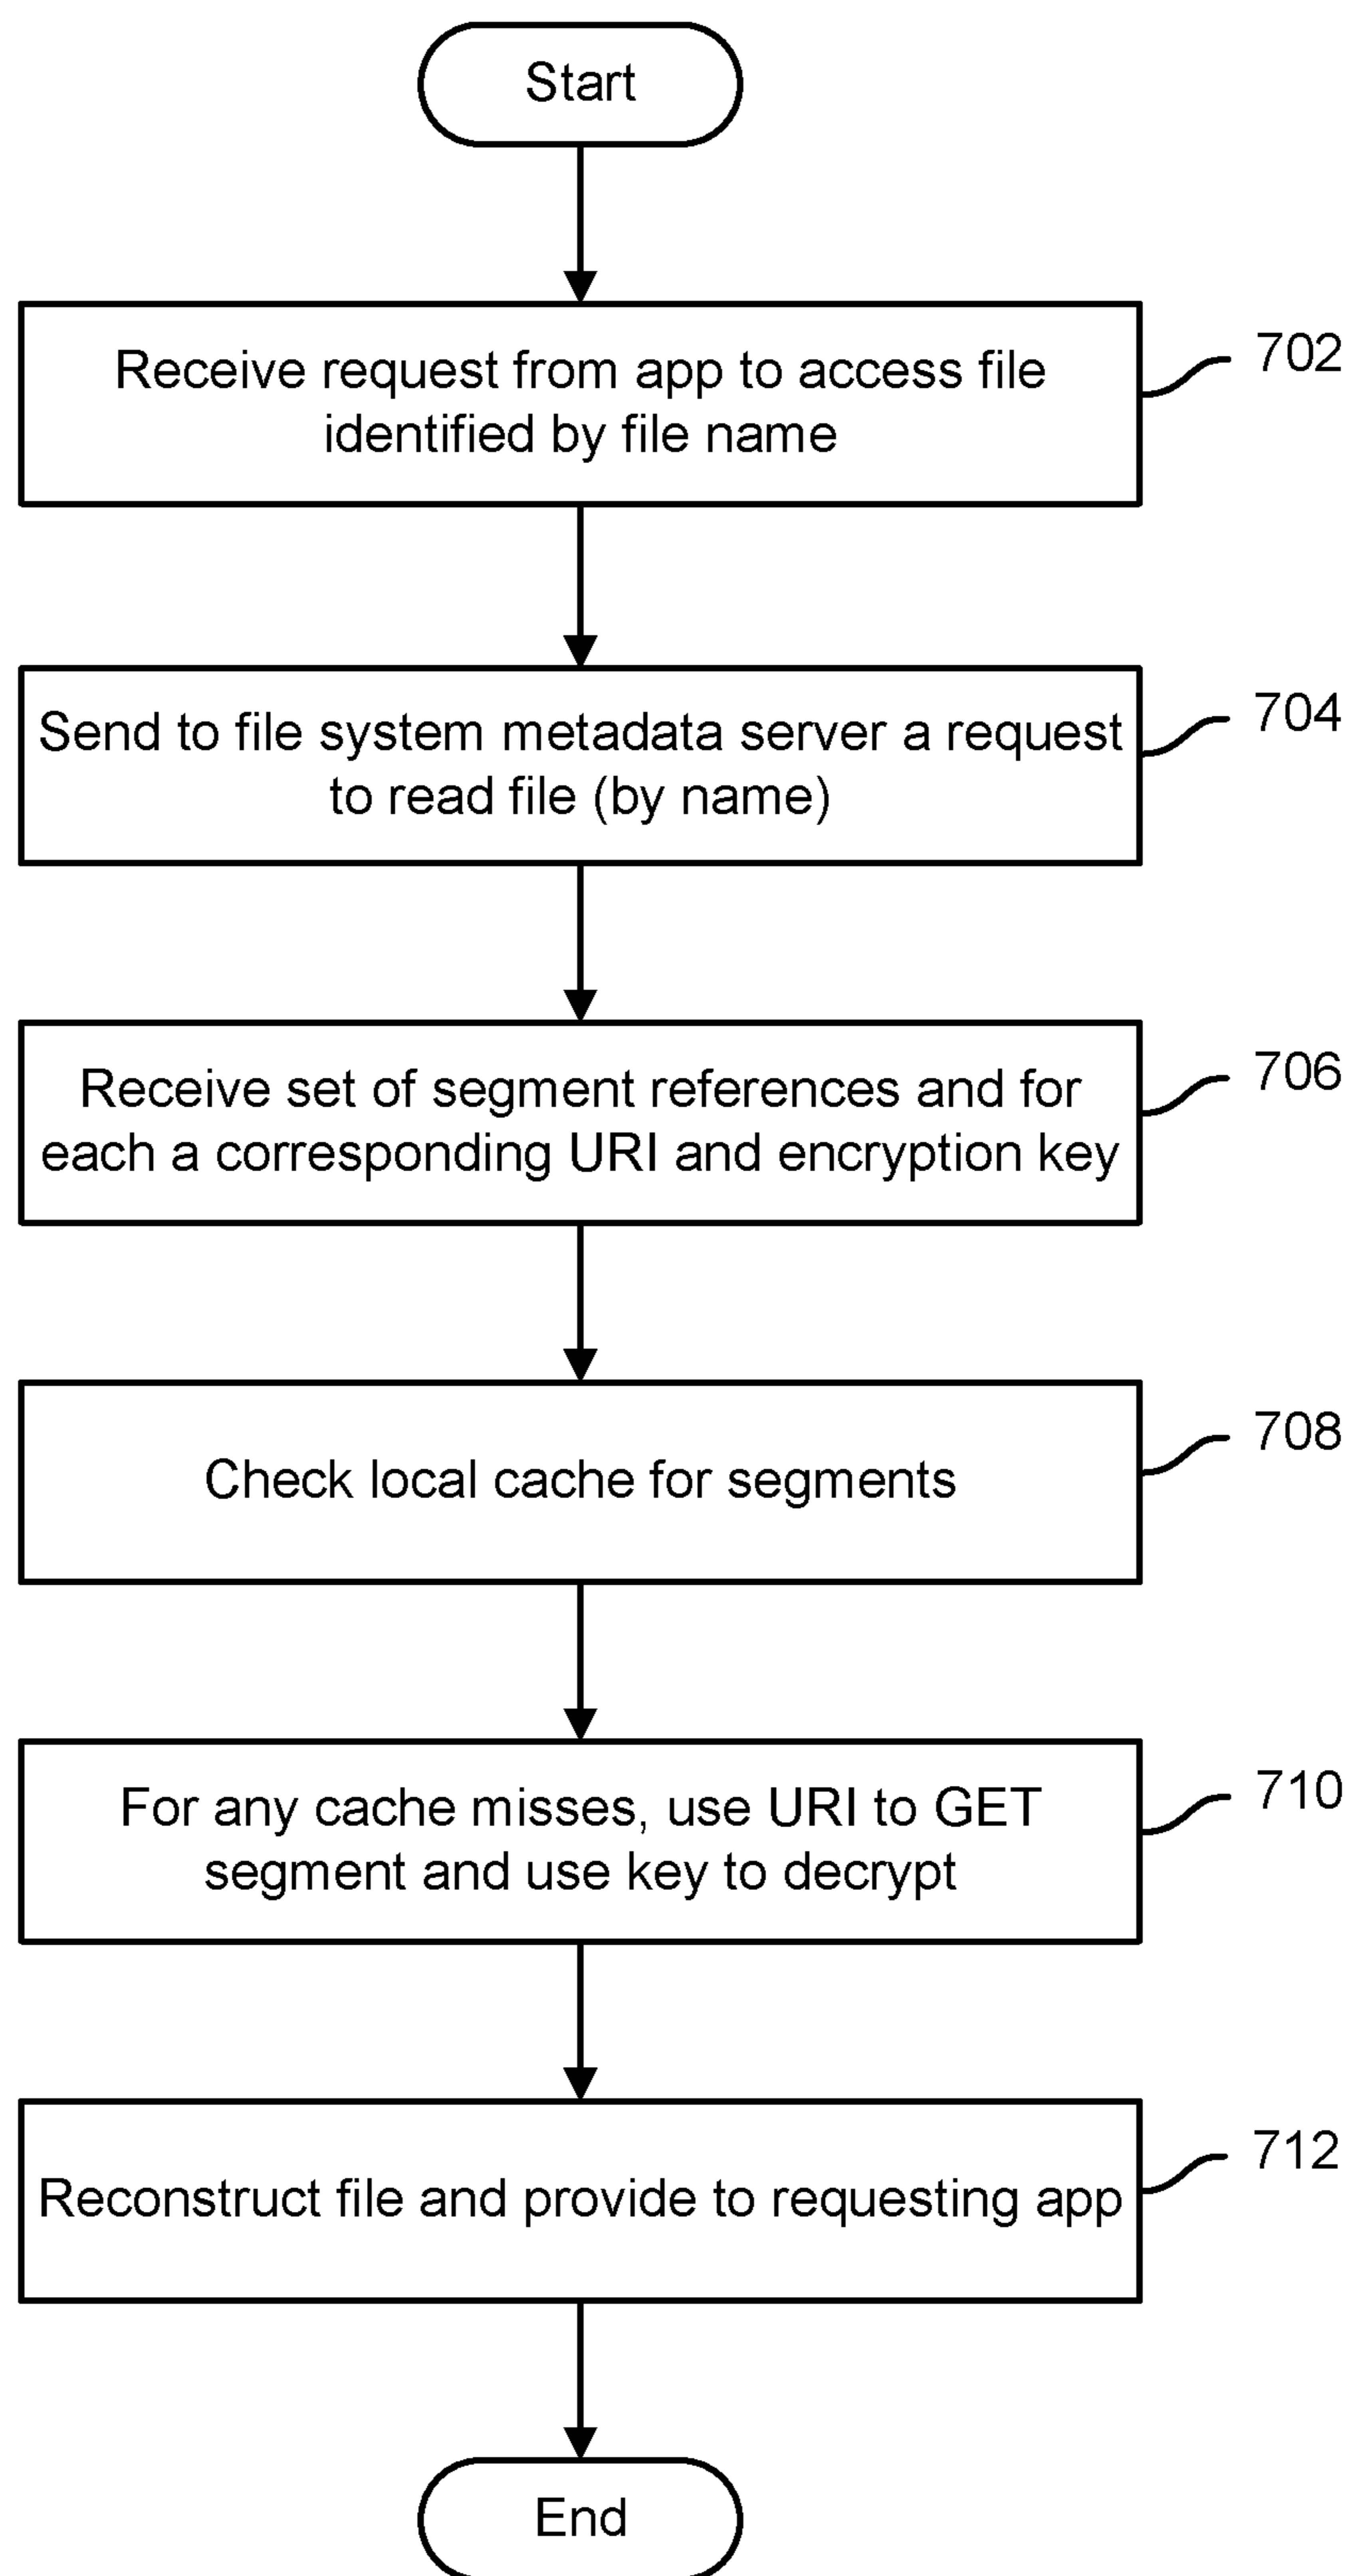 Start
Receive request from app to access file
identified by file name
702
Send to file system metadata server a request
to read file (by name)
704
Receive set of segment references and for
each a corresponding URI and encryption key
706
Check local cache for segments
708
For any cache misses, use URI to GET
segment and use key to decrypt
710
Reconstruct file and provide to requesting app
712
End